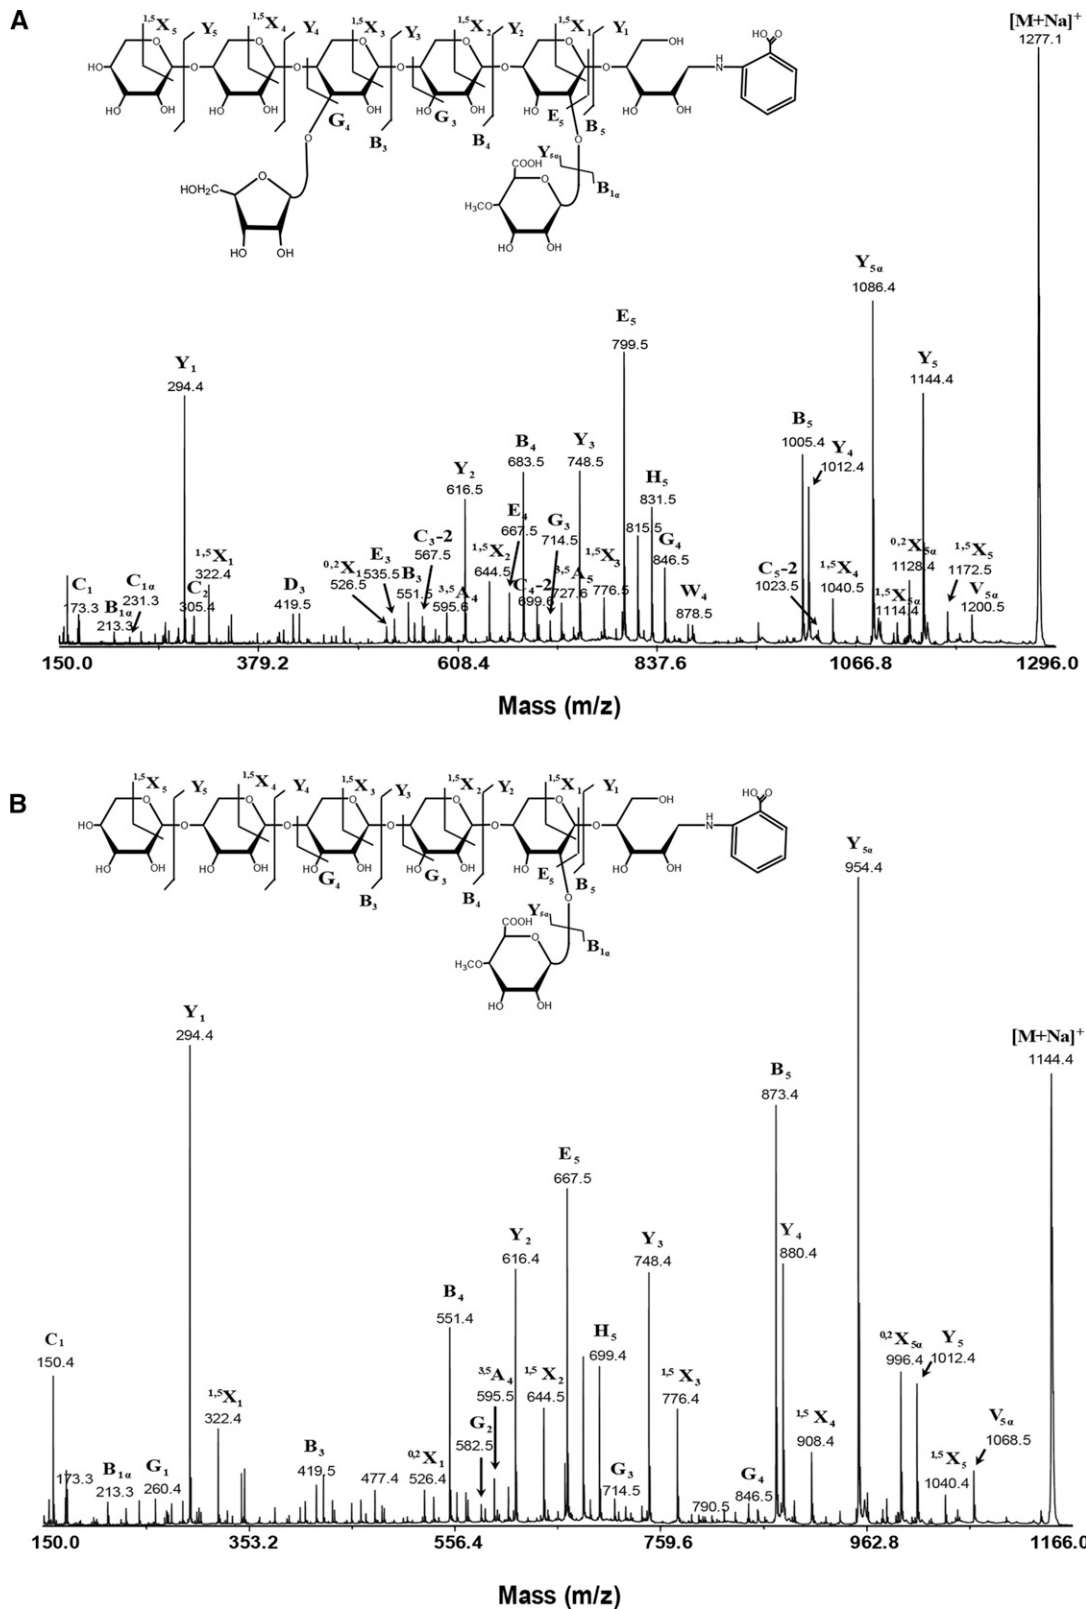 A
[M+Na]⁺
1277.1
¹,⁵X₅ Y₅ ¹,⁵X₄ Y₄ ¹,⁵X₃ Y₃ ¹,⁵X₂ Y₂ ¹,⁵X₁ Y₁
OH HO O
H
N
HO O O O O O O O O O
HO OH OH HO OH HO OH HO HO OH
G₄ G₃ E₅ B₅
B₃ B₄
O O
Y₅α
COOH
B₁α
HOH₂C O O
H₃CO
HO OH HO OH
Y₅α
1086.4
E₅
799.5
Y₁
294.4
Y₅
1144.4
B₅
1005.4
Y₄
1012.4
B₄
683.5
Y₃
748.5
Y₂
616.5
H₅
831.5
815.5
E₄
667.5
G₃
714.5
C₃-2
567.5
¹,⁵X₂
644.5
¹,⁵X₃
776.5
G₄
846.5
⁰,²X₅α
1128.4
¹,⁵X₅
1172.5
¹,⁵X₁
322.4
⁰,²X₁
526.5
E₃
535.5
B₃
551.5
³,⁵A₄
595.6
C₄-2
699.6
³,⁵A₅
727.6
W₄
878.5
C₅-2
1023.5
¹,⁵X₄
1040.5
¹,⁵X₅α
1114.4
V₅α
1200.5
C₁
173.3
B₁α
213.3
C₁α
231.3
C₂
305.4
D₃
419.5
150.0 379.2 608.4 837.6 1066.8 1296.0
Mass (m/z)
B
¹,⁵X₅ Y₅ ¹,⁵X₄ Y₄ ¹,⁵X₃ Y₃ ¹,⁵X₂ Y₂ ¹,⁵X₁ Y₁
OH HO O
H
N
HO O O O O O O O O O
HO OH HO OH HO OH HO OH HO HO OH
G₄ G₃ E₅ B₅
B₃ B₄
O
Y₅α
COOH
B₁α
O
H₃CO
HO OH
Y₅α
954.4
Y₁
294.4
[M+Na]⁺
1144.4
B₅
873.4
E₅
667.5
Y₂
616.4
Y₃
748.4
Y₄
880.4
B₄
551.4
H₅
699.4
⁰,²X₅α
996.4
Y₅
1012.4
C₁
150.4
³,⁵A₄
595.5
¹,⁵X₂
644.5
¹,⁵X₃
776.4
¹,⁵X₁
322.4
G₂
582.5
¹,⁵X₄
908.4
V₅α
1068.5
B₃
419.5
⁰,²X₁
526.4
¹,⁵X₅
1040.4
173.3
B₁α
213.3
G₁
260.4
477.4
G₃
714.5
790.5
G₄
846.5
150.0 353.2 556.4 759.6 962.8 1166.0
Mass (m/z)